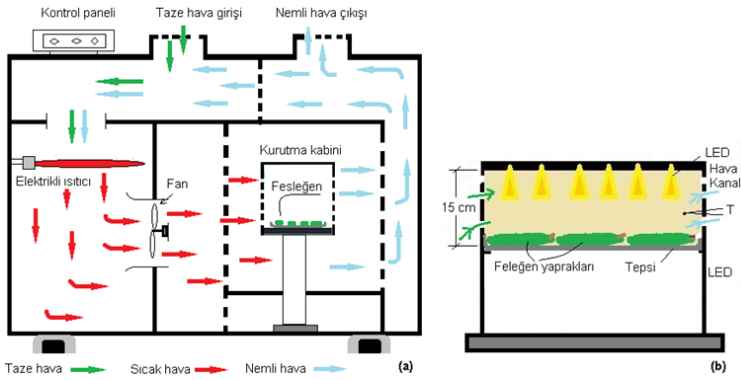 Kontrol paneli
Taze hava girişi
Nemli hava çıkışı
Kurutma kabini
Fesleğen
Elektrikli ısıtıcı
Fan
Taze hava
Sıcak hava
Nemli hava
(a)
LED
Hava
Kanal
15 cm
T
Feleğen yaprakları
Tepsi
LED
(b)